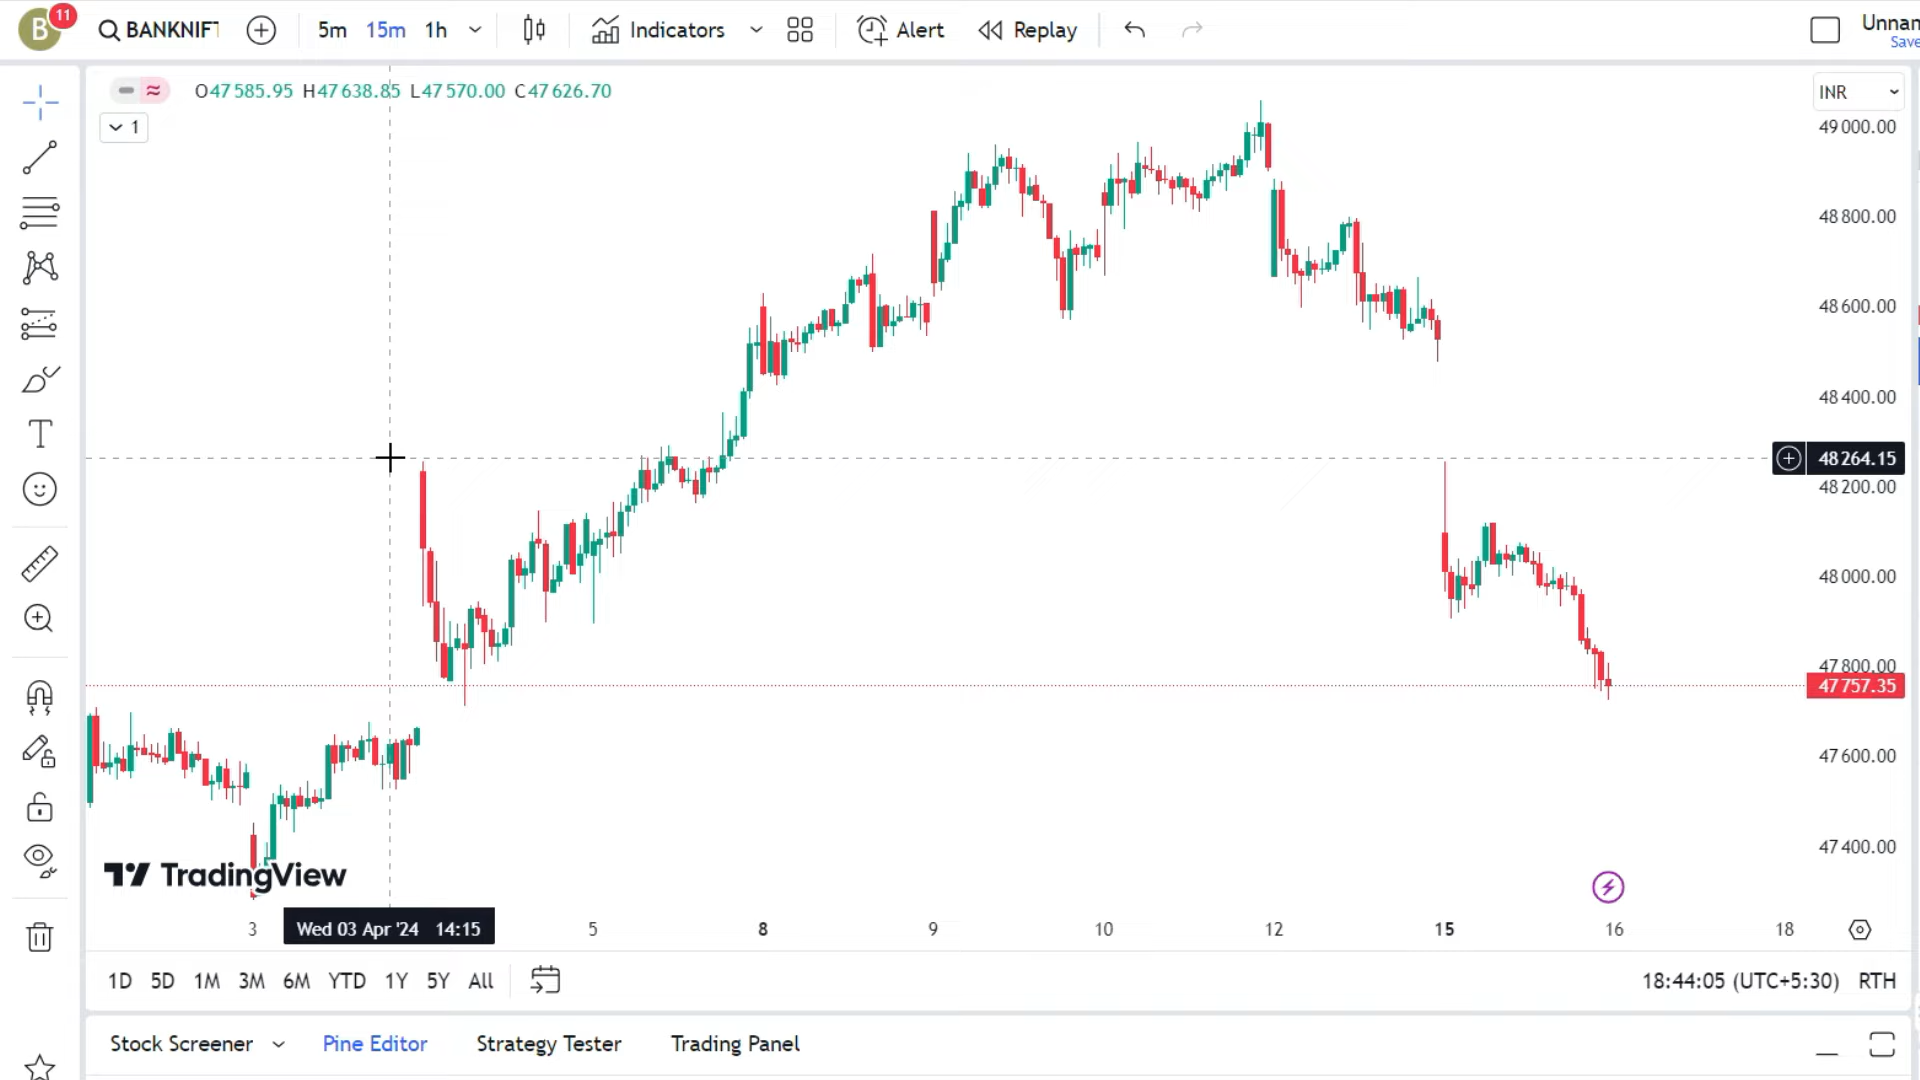 B 11 BANKNIFT 5m 15m 1h Indicators Alert Replay Unnan
Save
O47585.95 H47638.85 L47570.00 C47626.70
INR
1
49000.00
48800.00
48600.00
48400.00
48264.15
48200.00
48000.00
47800.00
47757.35
47600.00
47400.00
TradingView
3 Wed 03 Apr '24 14:15 5 8 9 10 12 15 16 18
1D 5D 1M 3M 6M YTD 1Y 5Y All 18:44:05 (UTC+5:30) RTH
Stock Screener Pine Editor Strategy Tester Trading Panel